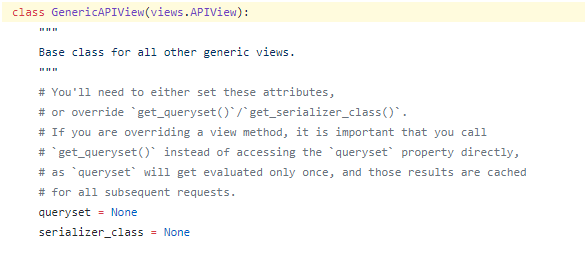 class GenericAPIView(views.APIView):
    """
    Base class for all other generic views.
    """
    # You'll need to either set these attributes,
    # or override `get_queryset()`/`get_serializer_class()`.
    # If you are overriding a view method, it is important that you call
    # `get_queryset()` instead of accessing the `queryset` property directly,
    # as `queryset` will get evaluated only once, and those results are cached
    # for all subsequent requests.
    queryset = None
    serializer_class = None